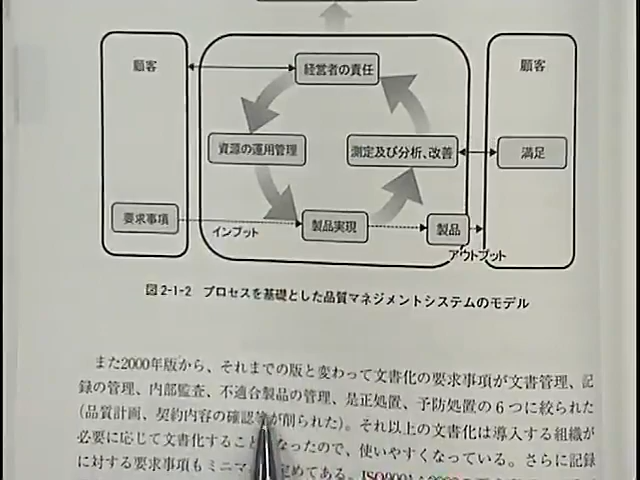 顧客
経営者の責任
顧客
資源の運用管理
測定及び分析、改善
満足
要求事項
インプット
製品実現
製品
アウトプット
図2-1-2 プロセスを基礎とした品質マネジメントシステムのモデル
また2000年版から、それまでの版と変わって文書化の要求事項が文書管理、記
録の管理、内部監査、不適合製品の管理、是正処置、予防処置の6つに絞られた
(品質計画、契約内容の確認等が削られた)。それ以上の文書化は導入する組織が
必要に応じて文書化すること なったので、使いやすくなっている。さらに記録
に対する要求事項もミニマ 定めてある。